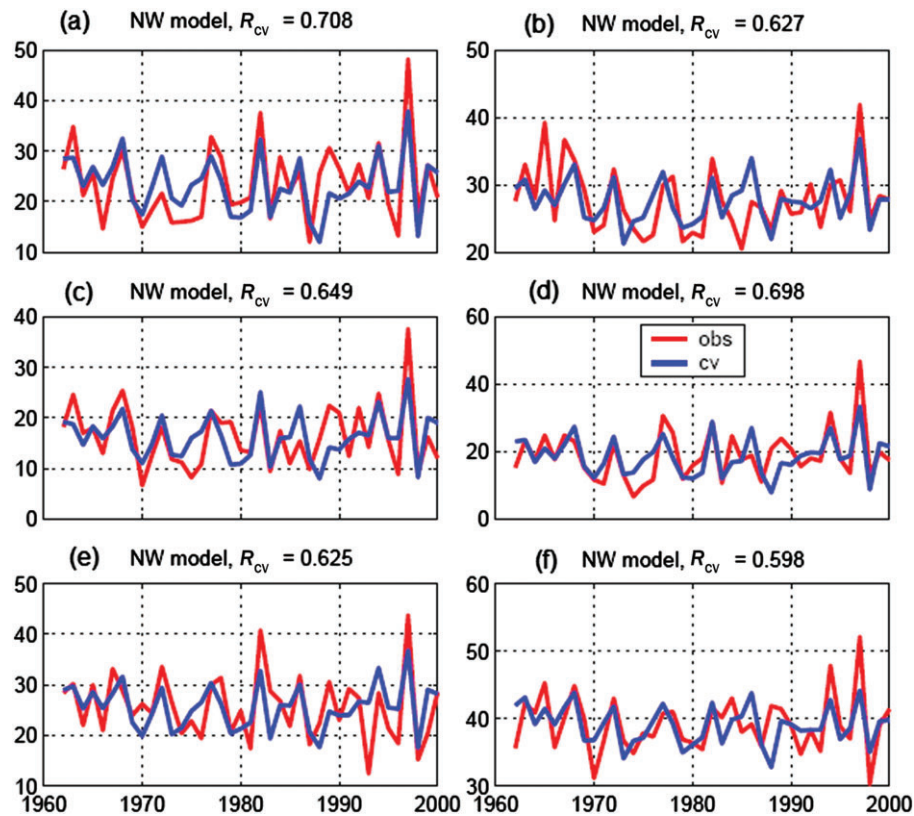 (a) NW model, Rcv = 0.708
50
40
30
20
10
(b) NW model, Rcv = 0.627
50
40
30
20
(c) NW model, Rcv = 0.649
40
30
20
10
0
(d) NW model, Rcv = 0.698
60
40
20
0
obs
cv
(e) NW model, Rcv = 0.625
50
40
30
20
10
1960 1970 1980 1990 2000
(f) NW model, Rcv = 0.598
60
50
40
30
1960 1970 1980 1990 2000